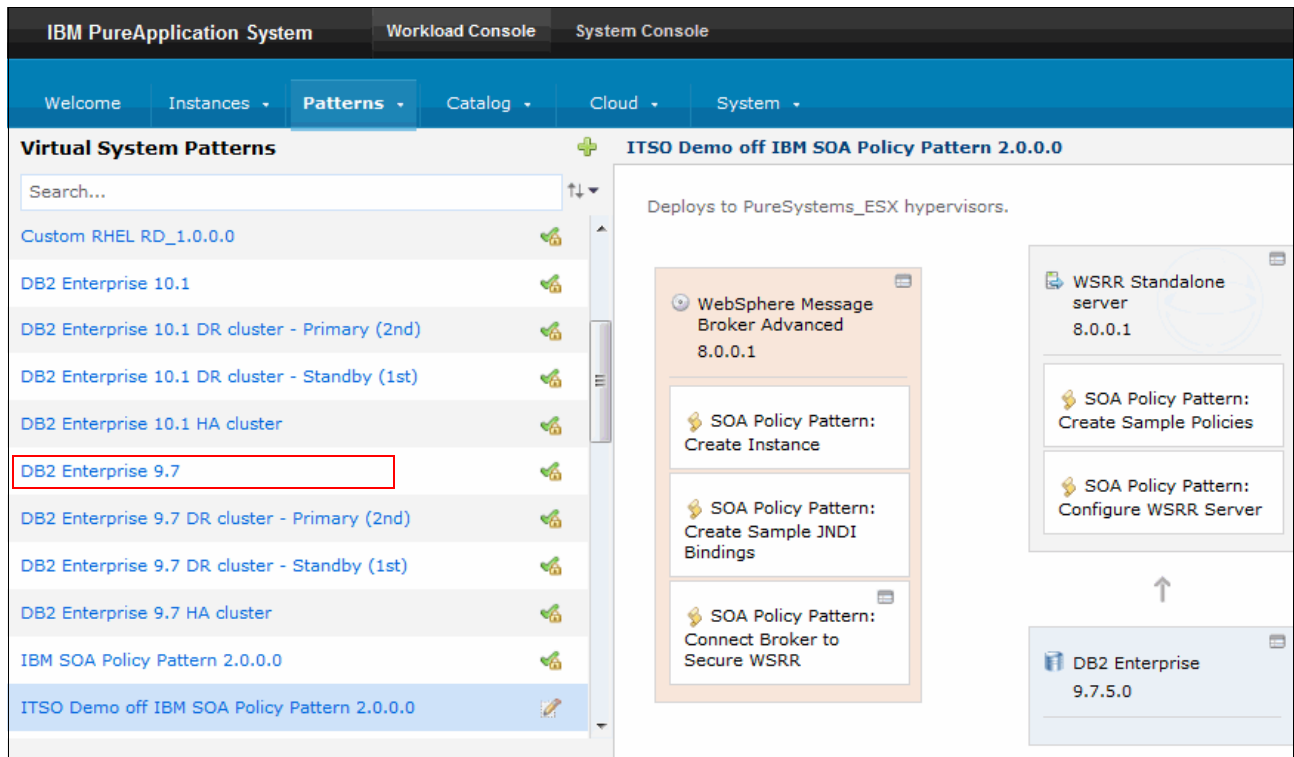 IBM PureApplication System
Workload Console
System Console
Welcome
Instances
Patterns
Catalog
Cloud
System
Virtual System Patterns
Search...
Custom RHEL RD_1.0.0.0
DB2 Enterprise 10.1
DB2 Enterprise 10.1 DR cluster - Primary (2nd)
DB2 Enterprise 10.1 DR cluster - Standby (1st)
DB2 Enterprise 10.1 HA cluster
DB2 Enterprise 9.7
DB2 Enterprise 9.7 DR cluster - Primary (2nd)
DB2 Enterprise 9.7 DR cluster - Standby (1st)
DB2 Enterprise 9.7 HA cluster
IBM SOA Policy Pattern 2.0.0.0
ITSO Demo off IBM SOA Policy Pattern 2.0.0.0
ITSO Demo off IBM SOA Policy Pattern 2.0.0.0
Deploys to PureSystems_ESX hypervisors.
WebSphere Message
Broker Advanced
8.0.0.1
SOA Policy Pattern:
Create Instance
SOA Policy Pattern:
Create Sample JNDI
Bindings
SOA Policy Pattern:
Connect Broker to
Secure WSRR
WSRR Standalone
server
8.0.0.1
SOA Policy Pattern:
Create Sample Policies
SOA Policy Pattern:
Configure WSRR Server
DB2 Enterprise
9.7.5.0